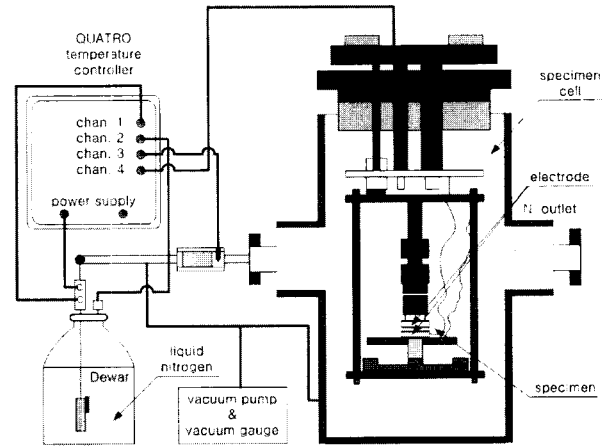 QUATRO
temperature
controller
chan. 1
chan. 2
chan. 3
chan. 4
power supply
specimen
cell
electrode
N. outlet
liquid
nitrogen
Dewar
vacuum pump
&
vacuum gauge
specimen